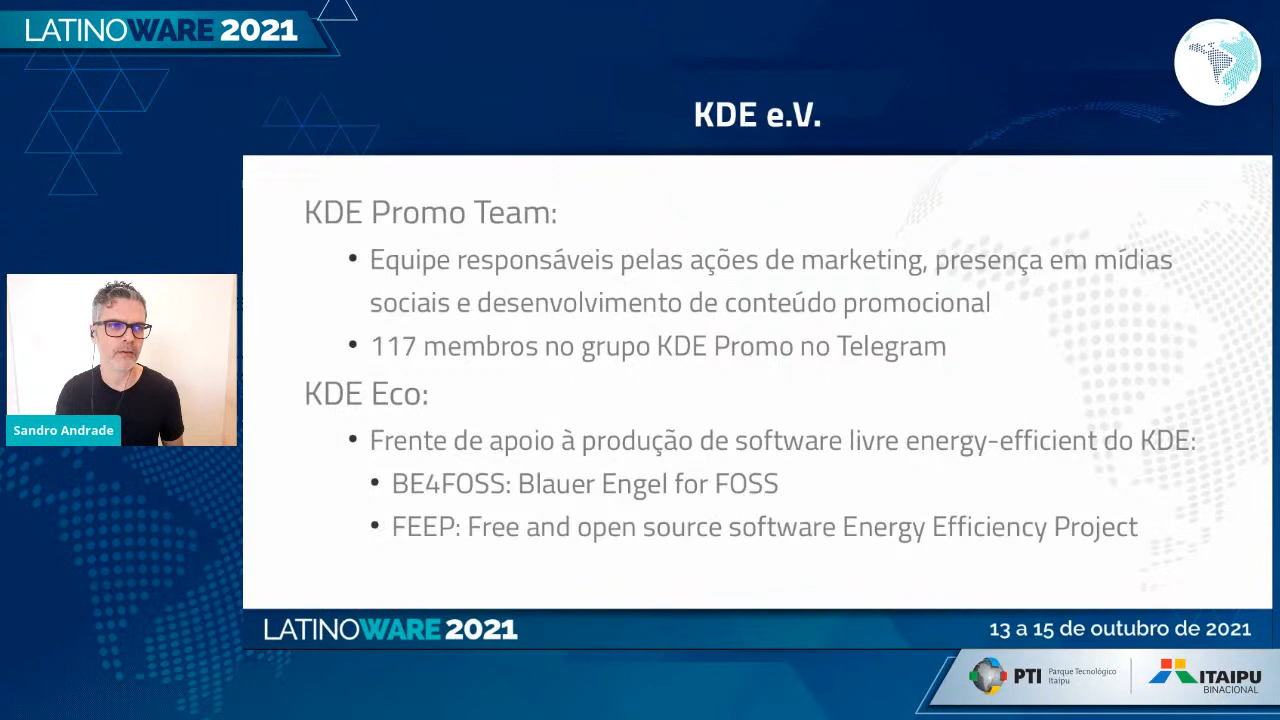 LATINOWARE 2021
KDE e.V.
KDE Promo Team:
• Equipe responsáveis pelas ações de marketing, presença em mídias
sociais e desenvolvimento de conteúdo promocional
• 117 membros no grupo KDE Promo no Telegram
KDE Eco:
• Frente de apoio à produção de software livre energy-efficient do KDE:
• BE4FOSS: Blauer Engel for FOSS
• FEEP: Free and open source software Energy Efficiency Project
Sandro Andrade
LATINOWARE 2021
13 a 15 de outubro de 2021
PTI Parque Tecnológico
Itaipu
ITAIPU
BINACIONAL